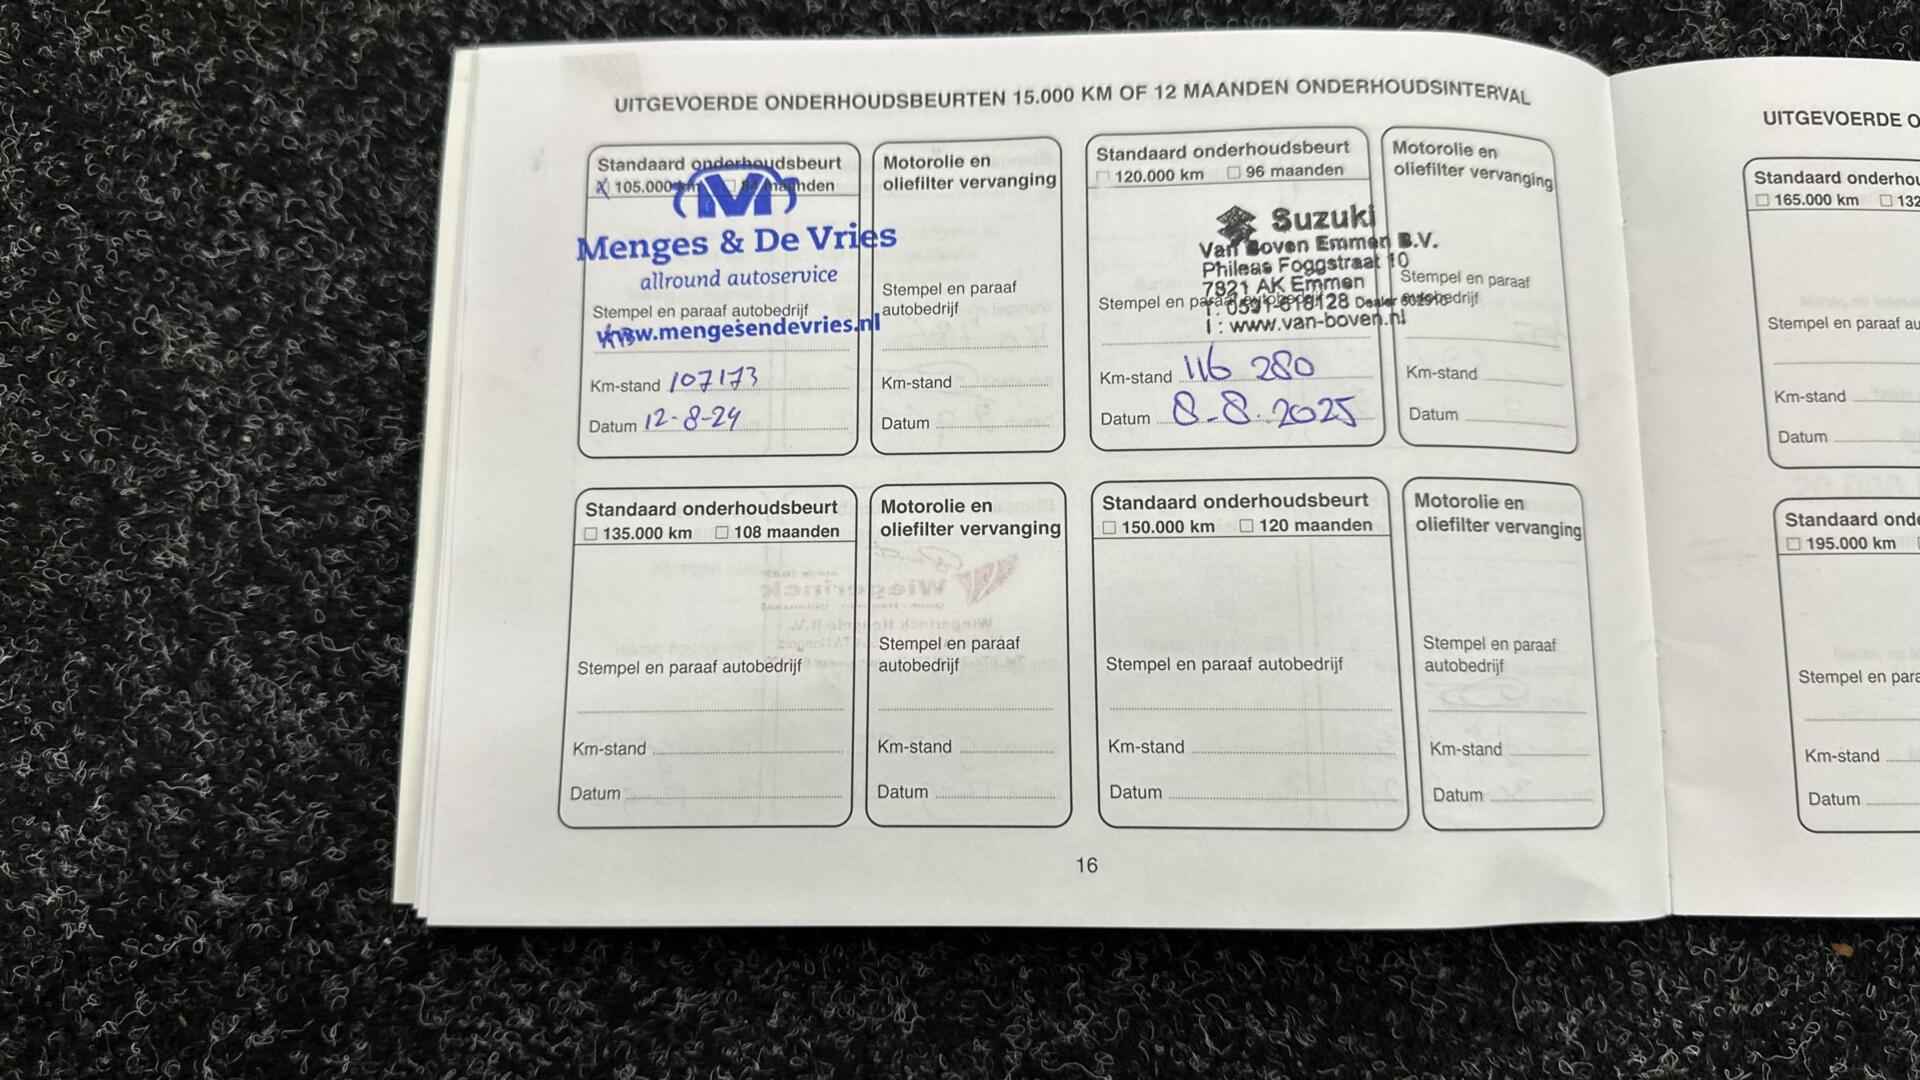 UITGEVOERDE ONDERHOUDSBEURTEN 15.000 KM OF 12 MAANDEN ONDERHOUDSINTERVAL
Standaard onderhoudsbeurt
105.000 km maanden
M
Menges & De Vries
allround autoservice
Stempel en paraaf autobedrijf
www.mengesendevries.nl
Km-stand 107173
Datum 12-8-24
Motorolie en
oliefilter vervanging
Stempel en paraaf
autobedrijf
Km-stand
Datum
Standaard onderhoudsbeurt
120.000 km 96 maanden
Suzuki
Van Boven Emmen B.V.
Phileas Foggstraat 10
7821 AK Emmen
Stempel en paraaf autobedrijf
T: 0591-618128 Dealer
I : www.van-boven.nl
Km-stand 116 280
Datum 8-8-2025
Motorolie en
oliefilter vervanging
Stempel en paraaf
autobedrijf
Km-stand
Datum
Standaard onderhoudsbeurt
135.000 km 108 maanden
Stempel en paraaf autobedrijf
Km-stand
Datum
Motorolie en
oliefilter vervanging
Stempel en paraaf
autobedrijf
Km-stand
Datum
Standaard onderhoudsbeurt
150.000 km 120 maanden
Stempel en paraaf autobedrijf
Km-stand
Datum
Motorolie en
oliefilter vervanging
Stempel en paraaf
autobedrijf
Km-stand
Datum
16
UITGEVOERDE O
Standaard onderhou
165.000 km 132
Stempel en paraaf au
Km-stand
Datum
Standaard onde
195.000 km
Stempel en para
Km-stand
Datum